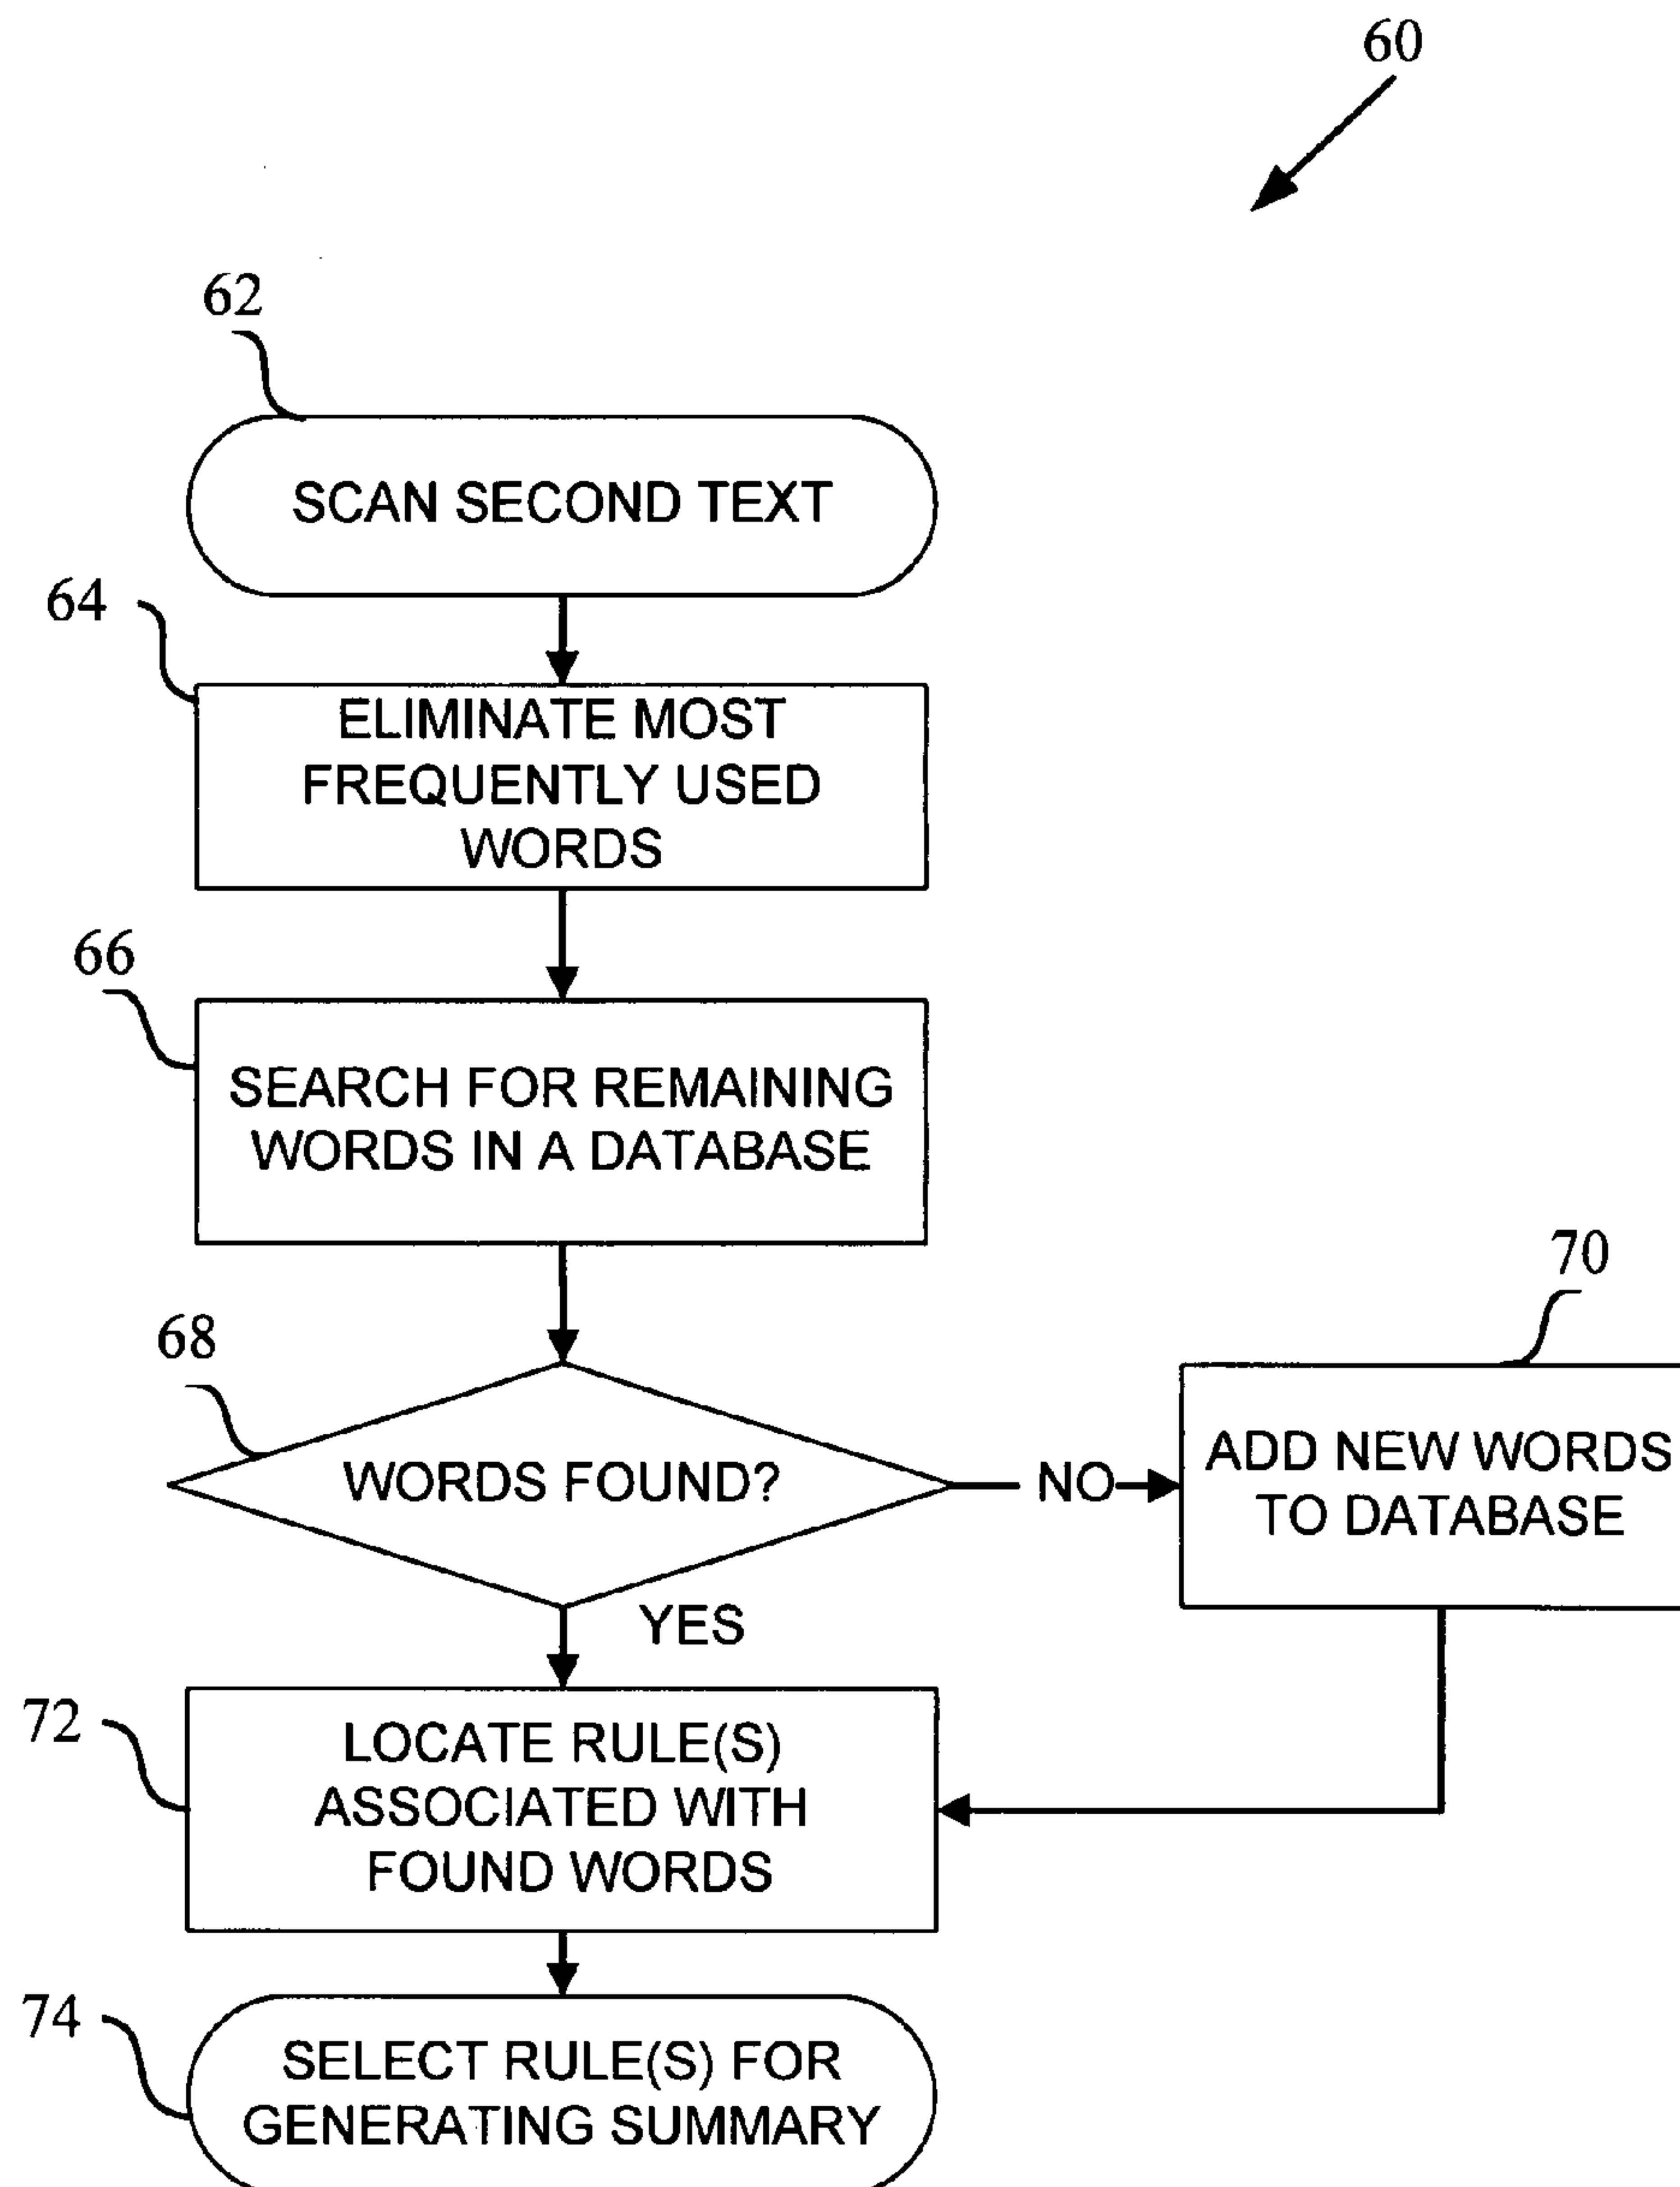 60
62
SCAN SECOND TEXT
64
ELIMINATE MOST
FREQUENTLY USED
WORDS
66
SEARCH FOR REMAINING
WORDS IN A DATABASE
68
WORDS FOUND?
NO
70
ADD NEW WORDS
TO DATABASE
YES
72
LOCATE RULE(S)
ASSOCIATED WITH
FOUND WORDS
74
SELECT RULE(S) FOR
GENERATING SUMMARY